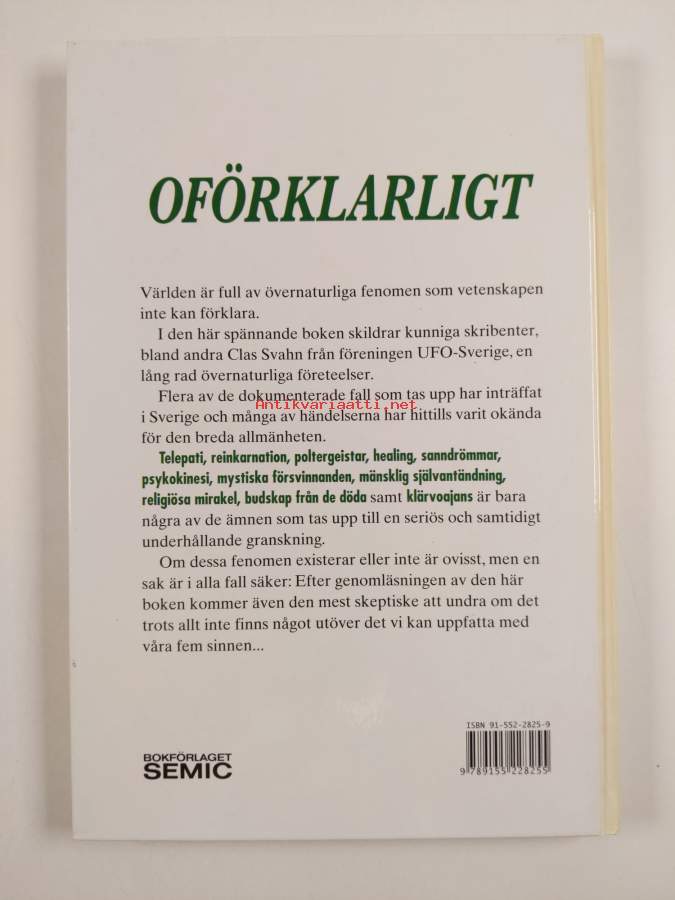 OFÖRKLARLIGT
Världen är full av övernaturliga fenomen som vetenskapen
inte kan förklara.
I den här spännande boken skildrar kunniga skribenter,
bland andra Clas Svahn från föreningen UFO-Sverige, en
lång rad övernaturliga företeelser.
Flera av de dokumenterade fall som tas upp har inträffat
Antikvariaatti.net
i Sverige och många av händelserna har hittills varit okända
för den breda allmänheten.
Telepati, reinkarnation, poltergeistar, healing, sanndrömmar,
psykokinesi, mystiska försvinnanden, mänsklig självantändning,
religiösa mirakel, budskap från de döda samt klärvoajans är bara
några av de ämnen som tas upp till en seriös och samtidigt
underhållande granskning.
Om dessa fenomen existerar eller inte är ovisst, men en
sak är i alla fall säker: Efter genomläsningen av den här
boken kommer även den mest skeptiske att undra om det
trots allt inte finns något utöver det vi kan uppfatta med
våra fem sinnen...
ISBN 91-552-2825-9
9 789155 228255
BOKFÖRLAGET
SEMIC